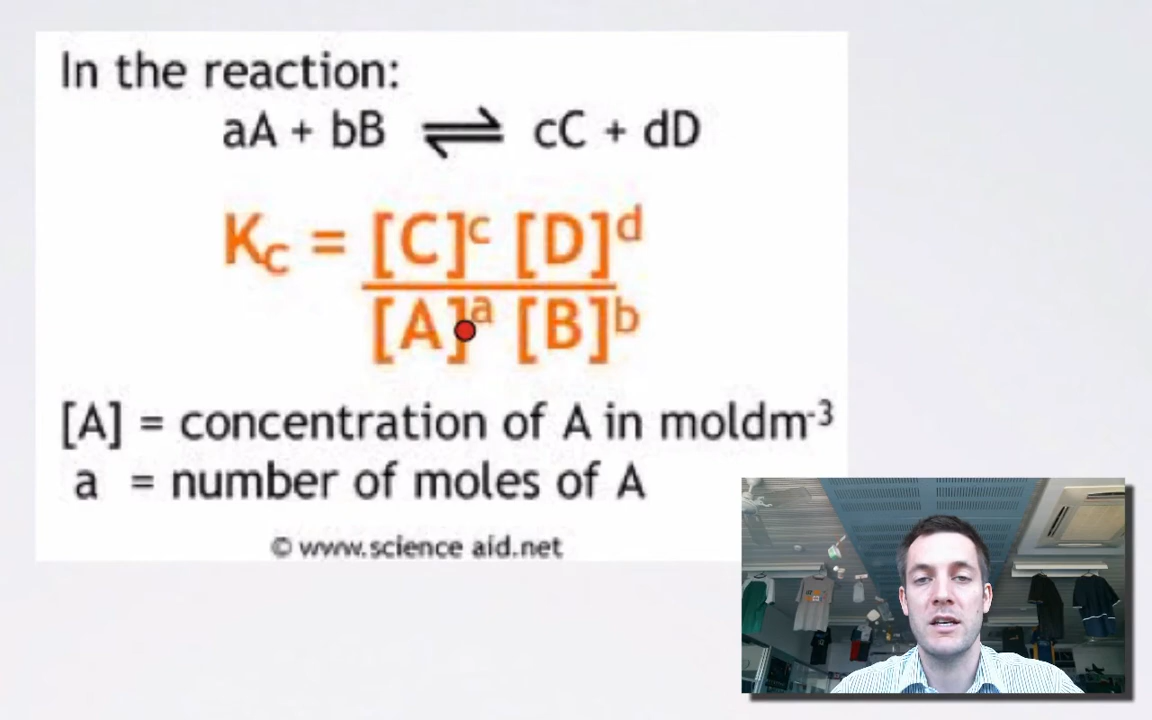 In the reaction:
aA + bB ⇌ cC + dD
Kc = [C]ᶜ [D]ᵈ
[A]ᵃ [B]ᵇ
[A] = concentration of A in moldm⁻³
a = number of moles of A
© www.science aid.net